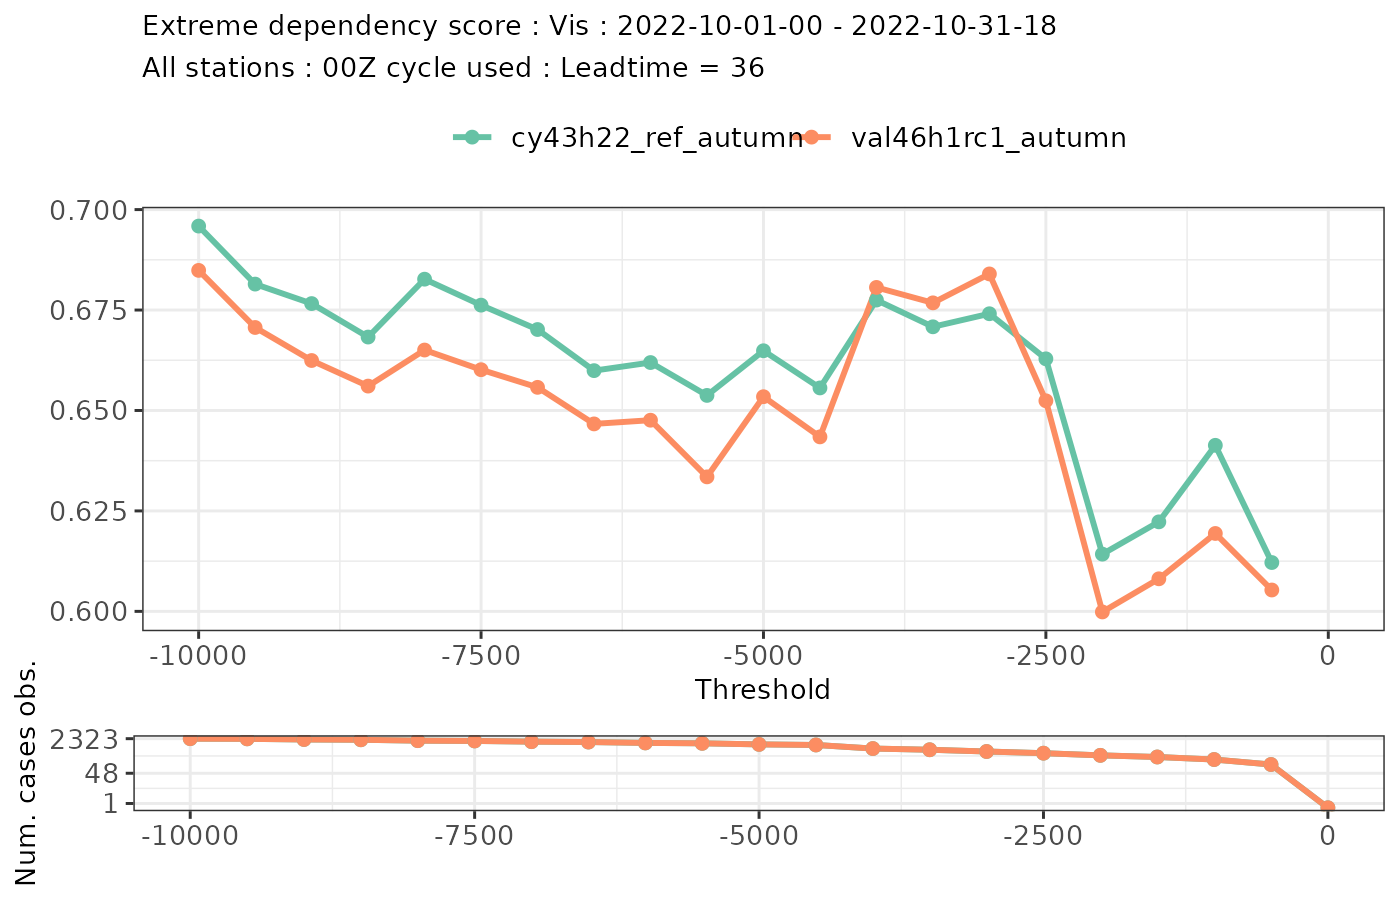 Extreme dependency score : Vis : 2022-10-01-00 - 2022-10-31-18
All stations : 00Z cycle used : Leadtime = 36
cy43h22_ref_autumn val46h1rc1_autumn
0.700
0.675
0.650
0.625
0.600
-10000 -7500 -5000 -2500 0
Threshold
Num. cases obs.
2323
48
1
-10000 -7500 -5000 -2500 0